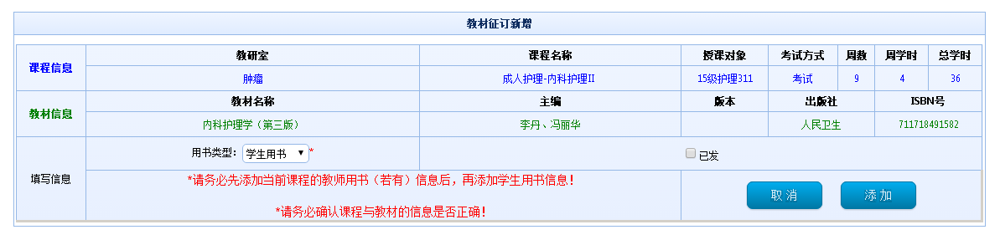 教材征订新增
课程信息 教研室 课程名称 授课对象 考试方式 周数 周学时 总学时
肿瘤 成人护理-内科护理II 15级护理311 考试 9 4 36
教材信息 教材名称 主编 版本 出版社 ISBN号
内科护理学（第三版） 李丹、冯丽华 人民卫生 711718491582
填写信息 用书类型： 学生用书 * 已发
*请务必先添加当前课程的教师用书（若有）信息后，再添加学生用书信息！
*请务必确认课程与教材的信息是否正确！
取 消 添 加